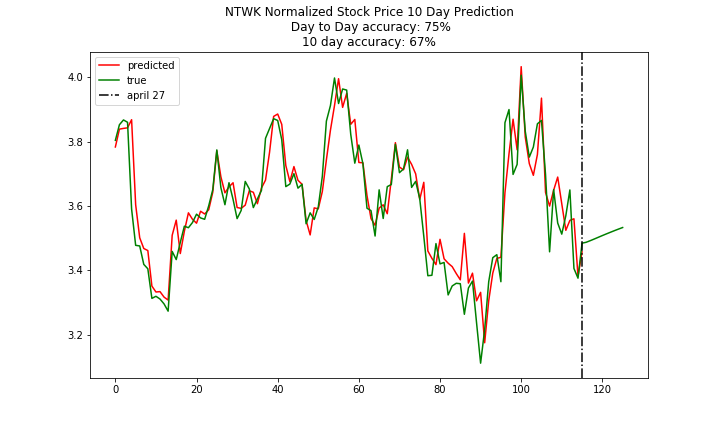 NTWK Normalized Stock Price 10 Day Prediction
Day to Day accuracy: 75%
10 day accuracy: 67%
predicted
true
april 27
4.0
3.8
3.6
3.4
3.2
0 20 40 60 80 100 120